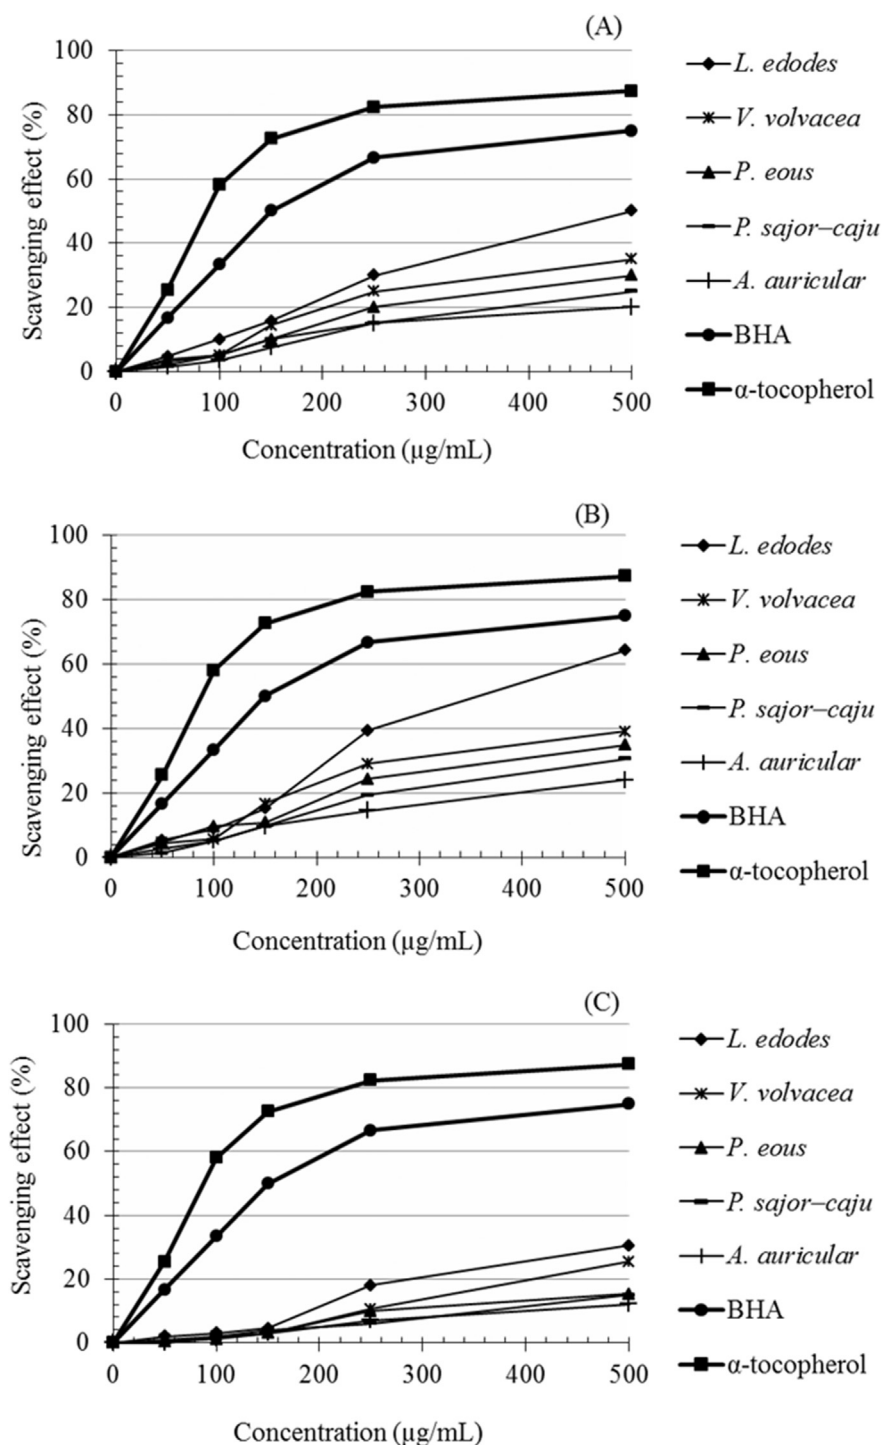 (A)
100
80
60
40
20
0
Scavenging effect (%)
0 100 200 300 400 500
Concentration (µg/mL)
L. edodes
V. volvacea
P. eous
P. sajor–caju
A. auricular
BHA
α-tocopherol
(B)
100
80
60
40
20
0
Scavenging effect (%)
0 100 200 300 400 500
Concentration (µg/mL)
L. edodes
V. volvacea
P. eous
P. sajor–caju
A. auricular
BHA
α-tocopherol
(C)
100
80
60
40
20
0
Scavenging effect (%)
0 100 200 300 400 500
Concentration (µg/mL)
L. edodes
V. volvacea
P. eous
P. sajor–caju
A. auricular
BHA
α-tocopherol